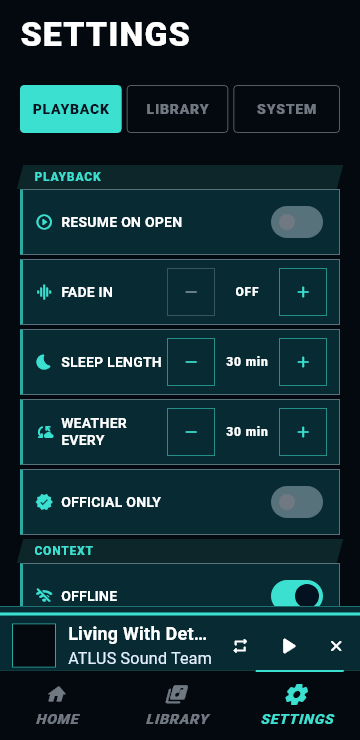 SETTINGS
PLAYBACK LIBRARY SYSTEM
PLAYBACK
RESUME ON OPEN
FADE IN − OFF +
SLEEP LENGTH − 30 min +
WEATHER
EVERY − 30 min +
OFFICIAL ONLY
CONTEXT
OFFLINE
Living With Det...
ATLUS Sound Team
HOME LIBRARY SETTINGS